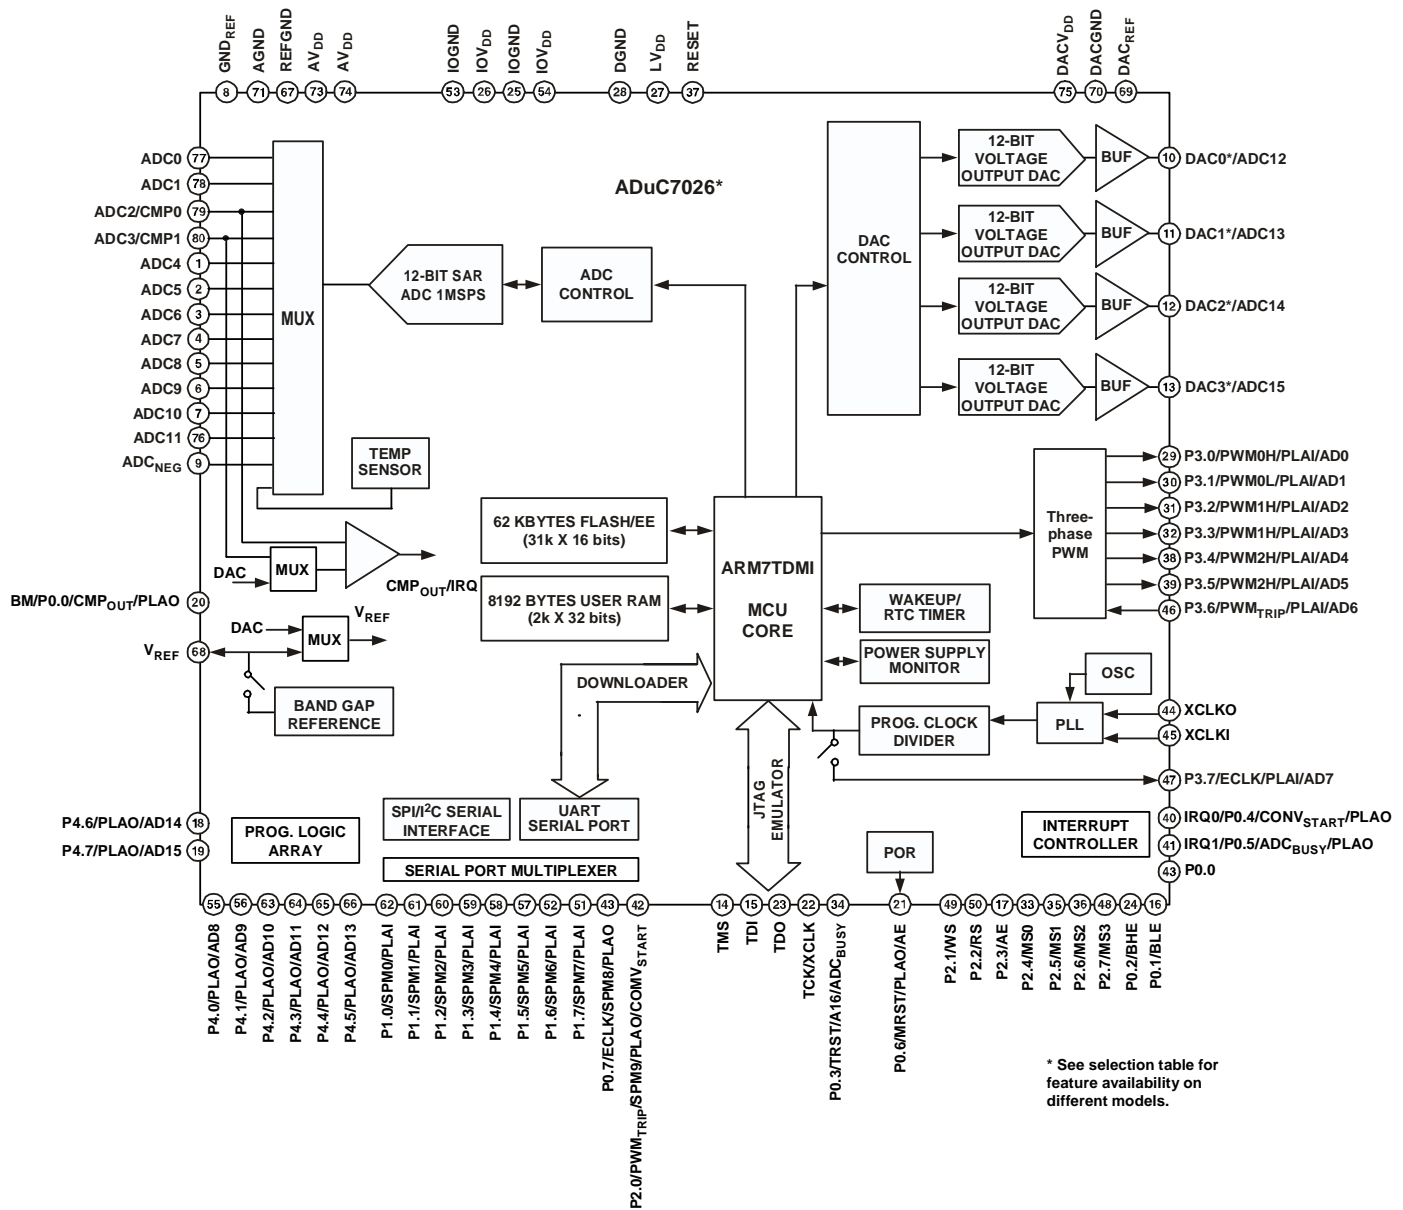 GNDREF
AGND
REFGND
AVDD
AVDD
IOGND
IOVDD
IOGND
IOVDD
DGND
LVDD
RESET
DACVDD
DACGND
DACREF
8 71 67 73 74 53 26 25 54 28 27 37 75 70 69
ADuC7026*
ADC0 77
ADC1 78
ADC2/CMP0 79
ADC3/CMP1 80
ADC4 1
ADC5 2
ADC6 3
ADC7 4
ADC8 5
ADC9 6
ADC10 7
ADC11 76
ADCNEG 9
MUX
12-BIT SAR
ADC 1MSPS
ADC
CONTROL
TEMP
SENSOR
DAC
CONTROL
12-BIT
VOLTAGE
OUTPUT DAC
BUF
10 DAC0*/ADC12
12-BIT
VOLTAGE
OUTPUT DAC
BUF
11 DAC1*/ADC13
12-BIT
VOLTAGE
OUTPUT DAC
BUF
12 DAC2*/ADC14
12-BIT
VOLTAGE
OUTPUT DAC
BUF
13 DAC3*/ADC15
DAC
MUX
CMPOUT/IRQ
BM/P0.0/CMPOUT/PLAO 20
DAC
MUX
VREF
VREF 68
BAND GAP
REFERENCE
62 KBYTES FLASH/EE
(31k X 16 bits)
8192 BYTES USER RAM
(2k X 32 bits)
ARM7TDMI
MCU
CORE
DOWNLOADER
WAKEUP/
RTC TIMER
POWER SUPPLY
MONITOR
PROG. CLOCK
DIVIDER
PLL
OSC
Three-
phase
PWM
29 P3.0/PWM0H/PLAI/AD0
30 P3.1/PWM0L/PLAI/AD1
31 P3.2/PWM1H/PLAI/AD2
32 P3.3/PWM1H/PLAI/AD3
38 P3.4/PWM2H/PLAI/AD4
39 P3.5/PWM2H/PLAI/AD5
46 P3.6/PWMTRIP/PLAI/AD6
44 XCLKO
45 XCLKI
47 P3.7/ECLK/PLAI/AD7
40 IRQ0/P0.4/CONVSTART/PLAO
41 IRQ1/P0.5/ADCBUSY/PLAO
43 P0.0
INTERRUPT
CONTROLLER
POR
JTAG
EMULATOR
P4.6/PLAO/AD14 18
P4.7/PLAO/AD15 19
PROG. LOGIC
ARRAY
SPI/I2C SERIAL
INTERFACE
UART
SERIAL PORT
SERIAL PORT MULTIPLEXER
55 56 63 64 65 66 62 61 60 59 58 57 52 51 43 42 14 15 23 22 34 21 49 50 17 33 35 36 48 24 16
P4.0/PLAO/AD8
P4.1/PLAO/AD9
P4.2/PLAO/AD10
P4.3/PLAO/AD11
P4.4/PLAO/AD12
P4.5/PLAO/AD13
P1.0/SPM0/PLAI
P1.1/SPM1/PLAI
P1.2/SPM2/PLAI
P1.3/SPM3/PLAI
P1.4/SPM4/PLAI
P1.5/SPM5/PLAI
P1.6/SPM6/PLAI
P1.7/SPM7/PLAI
P0.7/ECLK/SPM8/PLAO
P2.0/PWMTRIP/SPM9/PLAO/COMVSTART
TMS
TDI
TDO
TCK/XCLK
P0.3/TRST/A16/ADCBUSY
P0.6/MRST/PLAO/AE
P2.1/WS
P2.2/RS
P2.3/AE
P2.4/MS0
P2.5/MS1
P2.6/MS2
P2.7/MS3
P0.2/BHE
P0.1/BLE
* See selection table for
feature availability on
different models.